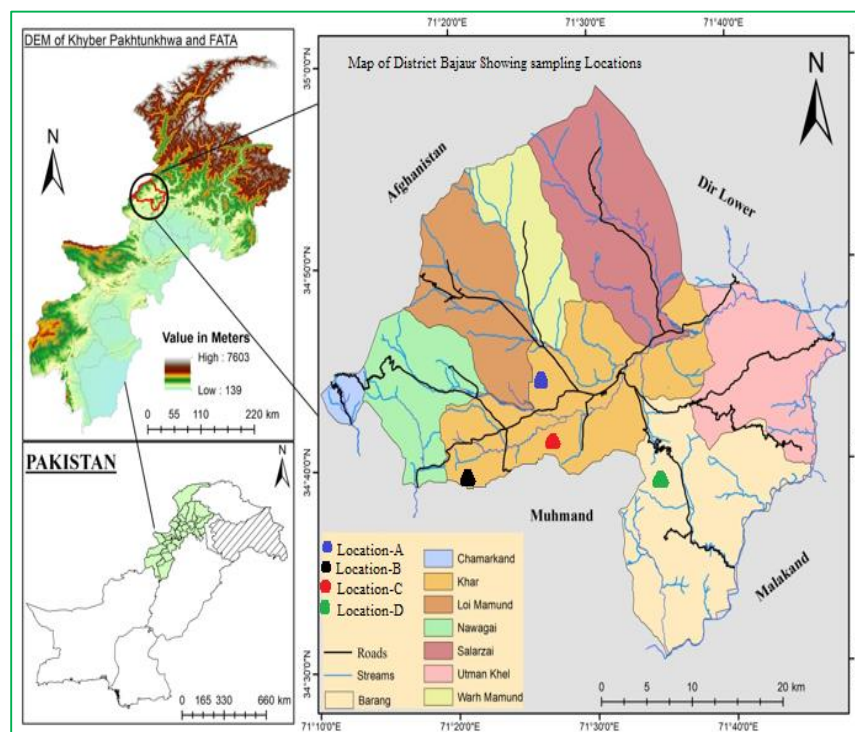 DEM of Khyber Pakhtunkhwa and FATA
N
Value in Meters
High : 7603
Low : 139
0 55 110 220 km
PAKISTAN
N
0 165 330 660 km
71°20'0"E 71°30'0"E 71°40'0"E
Map of District Bajaur Showing sampling Locations
N
35°0'0"N
34°50'0"N
34°40'0"N
34°30'0"N
Afghanistan
Dir Lower
Muhmand
Malakand
Location-A
Location-B
Location-C
Location-D
Roads
Streams
Barang
Chamarkand
Khar
Loi Mamund
Nawagai
Salarzai
Utman Khel
Warh Mamund
0 5 10 20 km
71°10'0"E 71°20'0"E 71°30'0"E 71°40'0"E